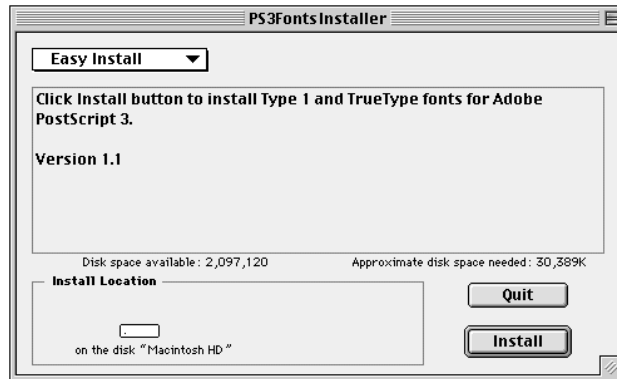 PS3FontsInstaller
Easy Install
Click Install button to install Type 1 and TrueType fonts for Adobe
PostScript 3.
Version 1.1
Disk space available: 2,097,120
Approximate disk space needed: 30,389K
Install Location
.
on the disk “Macintosh HD”
Quit
Install